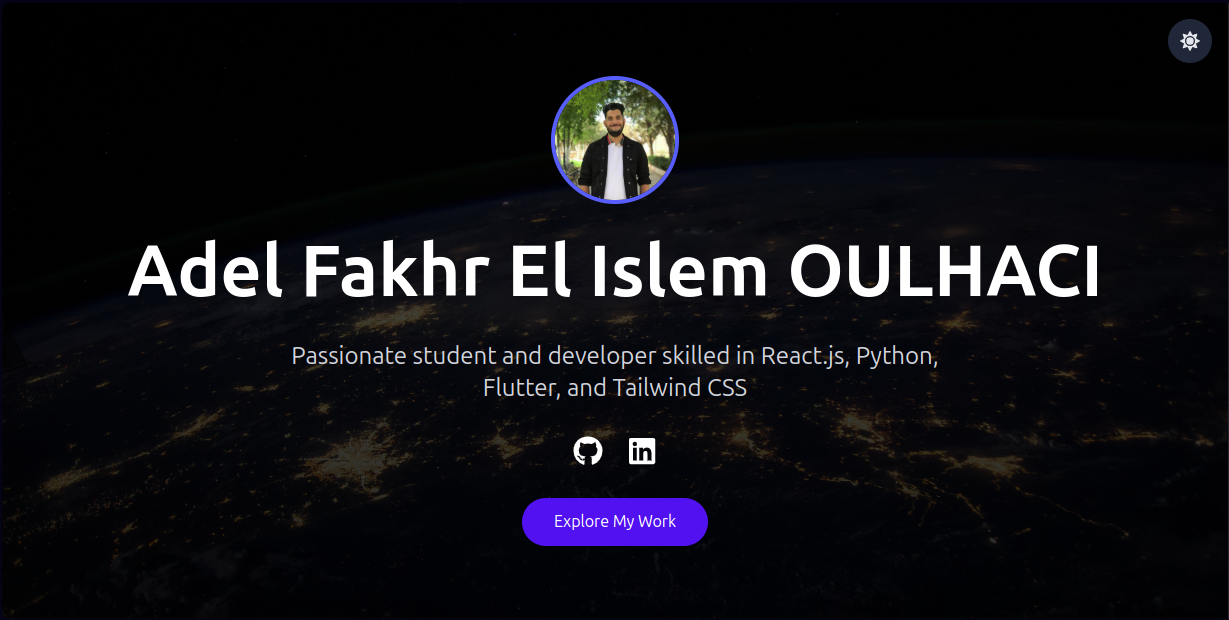 Adel Fakhr El Islem OULHACI
Passionate student and developer skilled in React.js, Python,
Flutter, and Tailwind CSS
in
Explore My Work